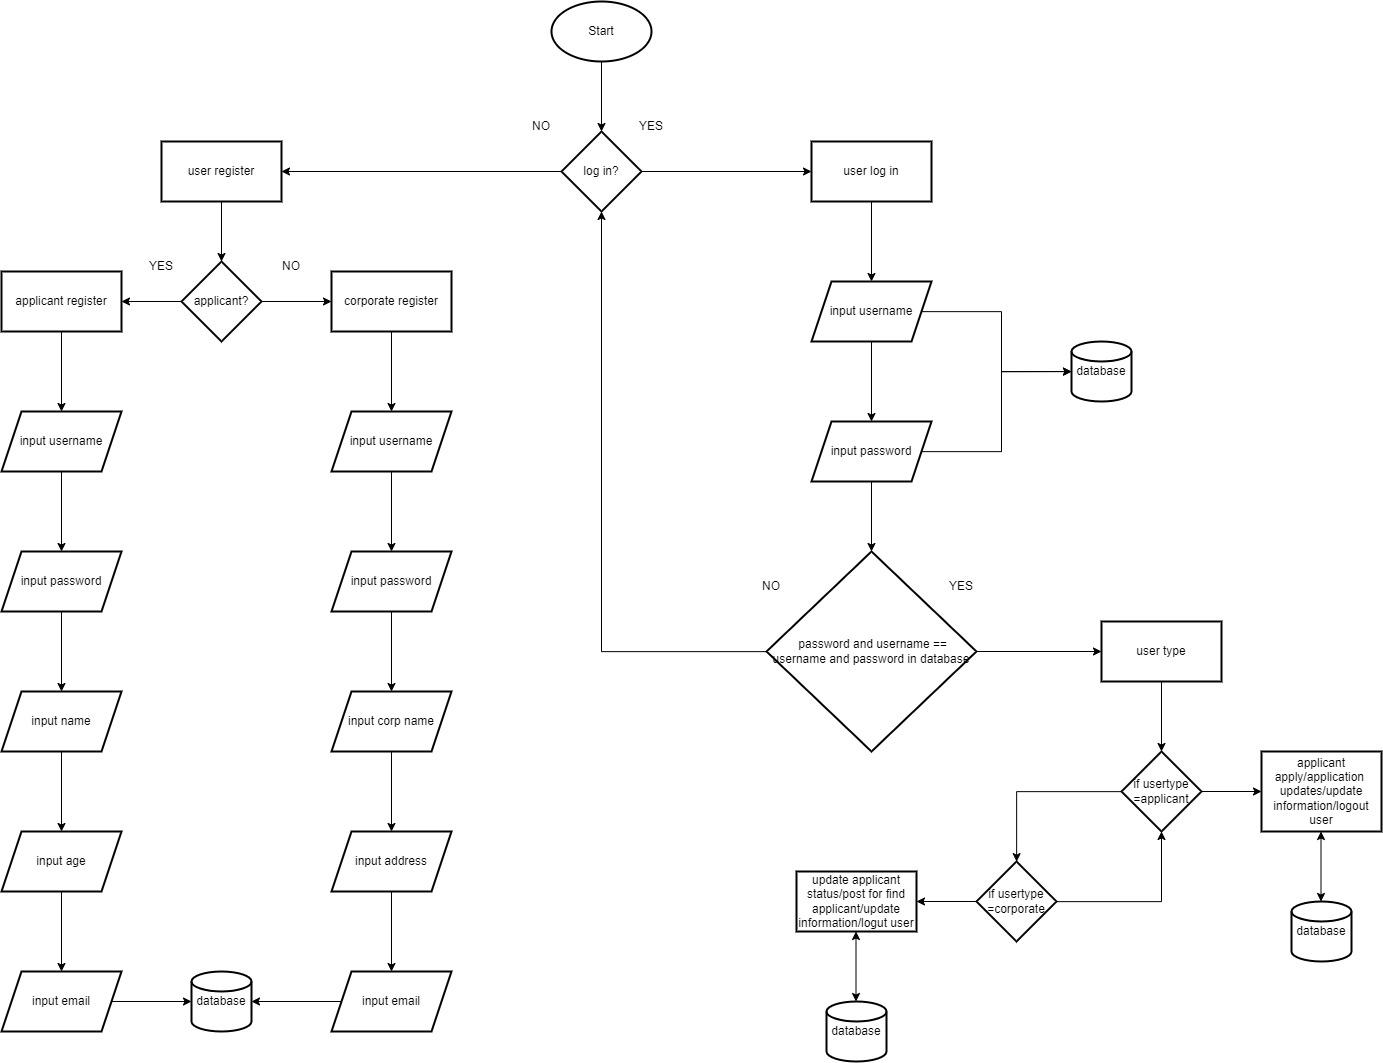 Start
NO
YES
user register
log in?
user log in
YES
NO
applicant register
applicant?
corporate register
input username
database
input username
input username
input password
input password
input password
NO
YES
password and username ==
username and password in database
user type
input name
input corp name
if usertype
=applicant
applicant
apply/application
updates/update
information/logout
user
input age
input address
update applicant
status/post for find
applicant/update
information/logut user
if usertype
=corporate
database
input email
database
input email
database